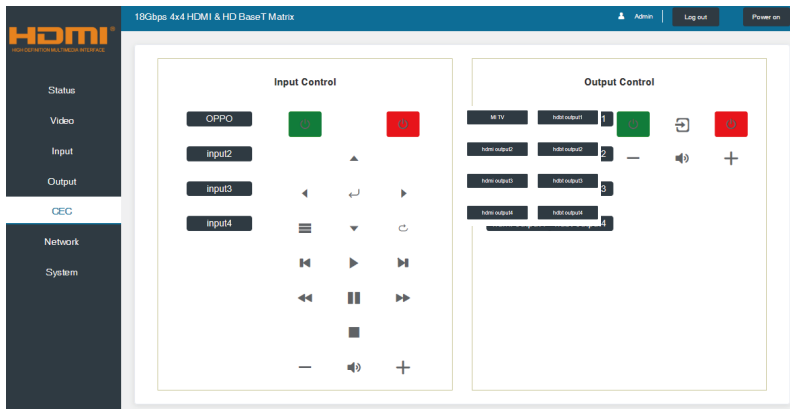 18Gbps 4x4 HDMI & HD BaseT Matrix
Admin
Log out
Power on
HDMI
HIGH DEFINITION MULTIMEDIA INTERFACE
Status
Video
Input
Output
CEC
Network
System
Input Control
OPPO
input2
input3
input4
Output Control
MI TV
hdbt output1
1
hdmi output2
hdbt output2
2
hdmi output3
hdbt output3
3
hdmi output4
hdbt output4
4